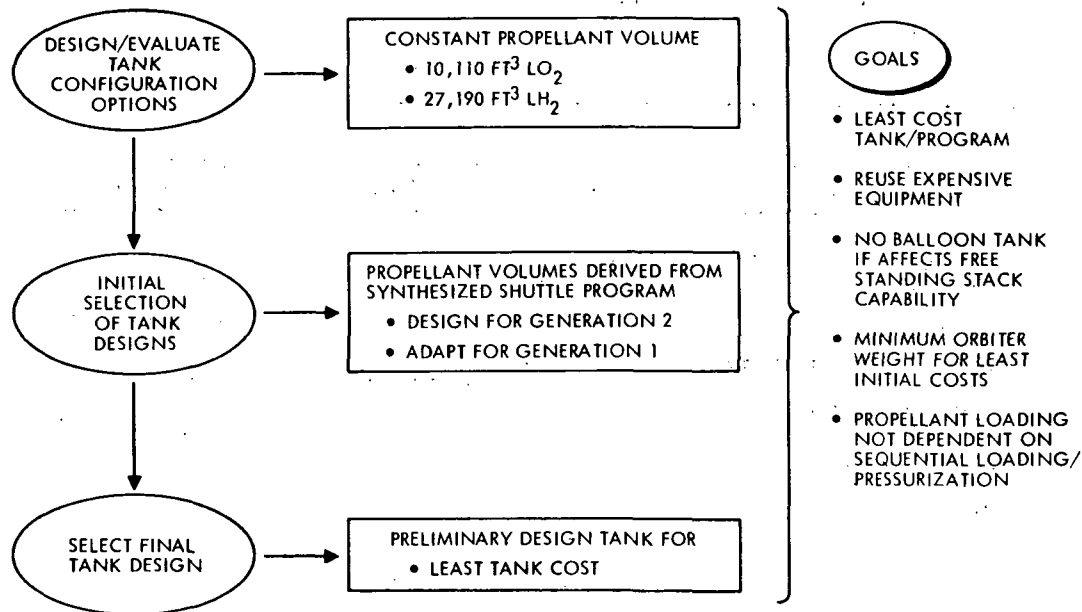 DESIGN/EVALUATE
TANK
CONFIGURATION
OPTIONS
CONSTANT PROPELLANT VOLUME
• 10,110 FT³ LO₂
• 27,190 FT³ LH₂
INITIAL
SELECTION
OF TANK
DESIGNS
PROPELLANT VOLUMES DERIVED FROM
SYNTHESIZED SHUTTLE PROGRAM
• DESIGN FOR GENERATION 2
• ADAPT FOR GENERATION 1
SELECT FINAL
TANK DESIGN
PRELIMINARY DESIGN TANK FOR
• LEAST TANK COST
GOALS
• LEAST COST
TANK/PROGRAM
• REUSE EXPENSIVE
EQUIPMENT
• NO BALLOON TANK
IF AFFECTS FREE
STANDING STACK
CAPABILITY
• MINIMUM ORBITER
WEIGHT FOR LEAST
INITIAL COSTS
• PROPELLANT LOADING
NOT DEPENDENT ON
SEQUENTIAL LOADING/
PRESSURIZATION